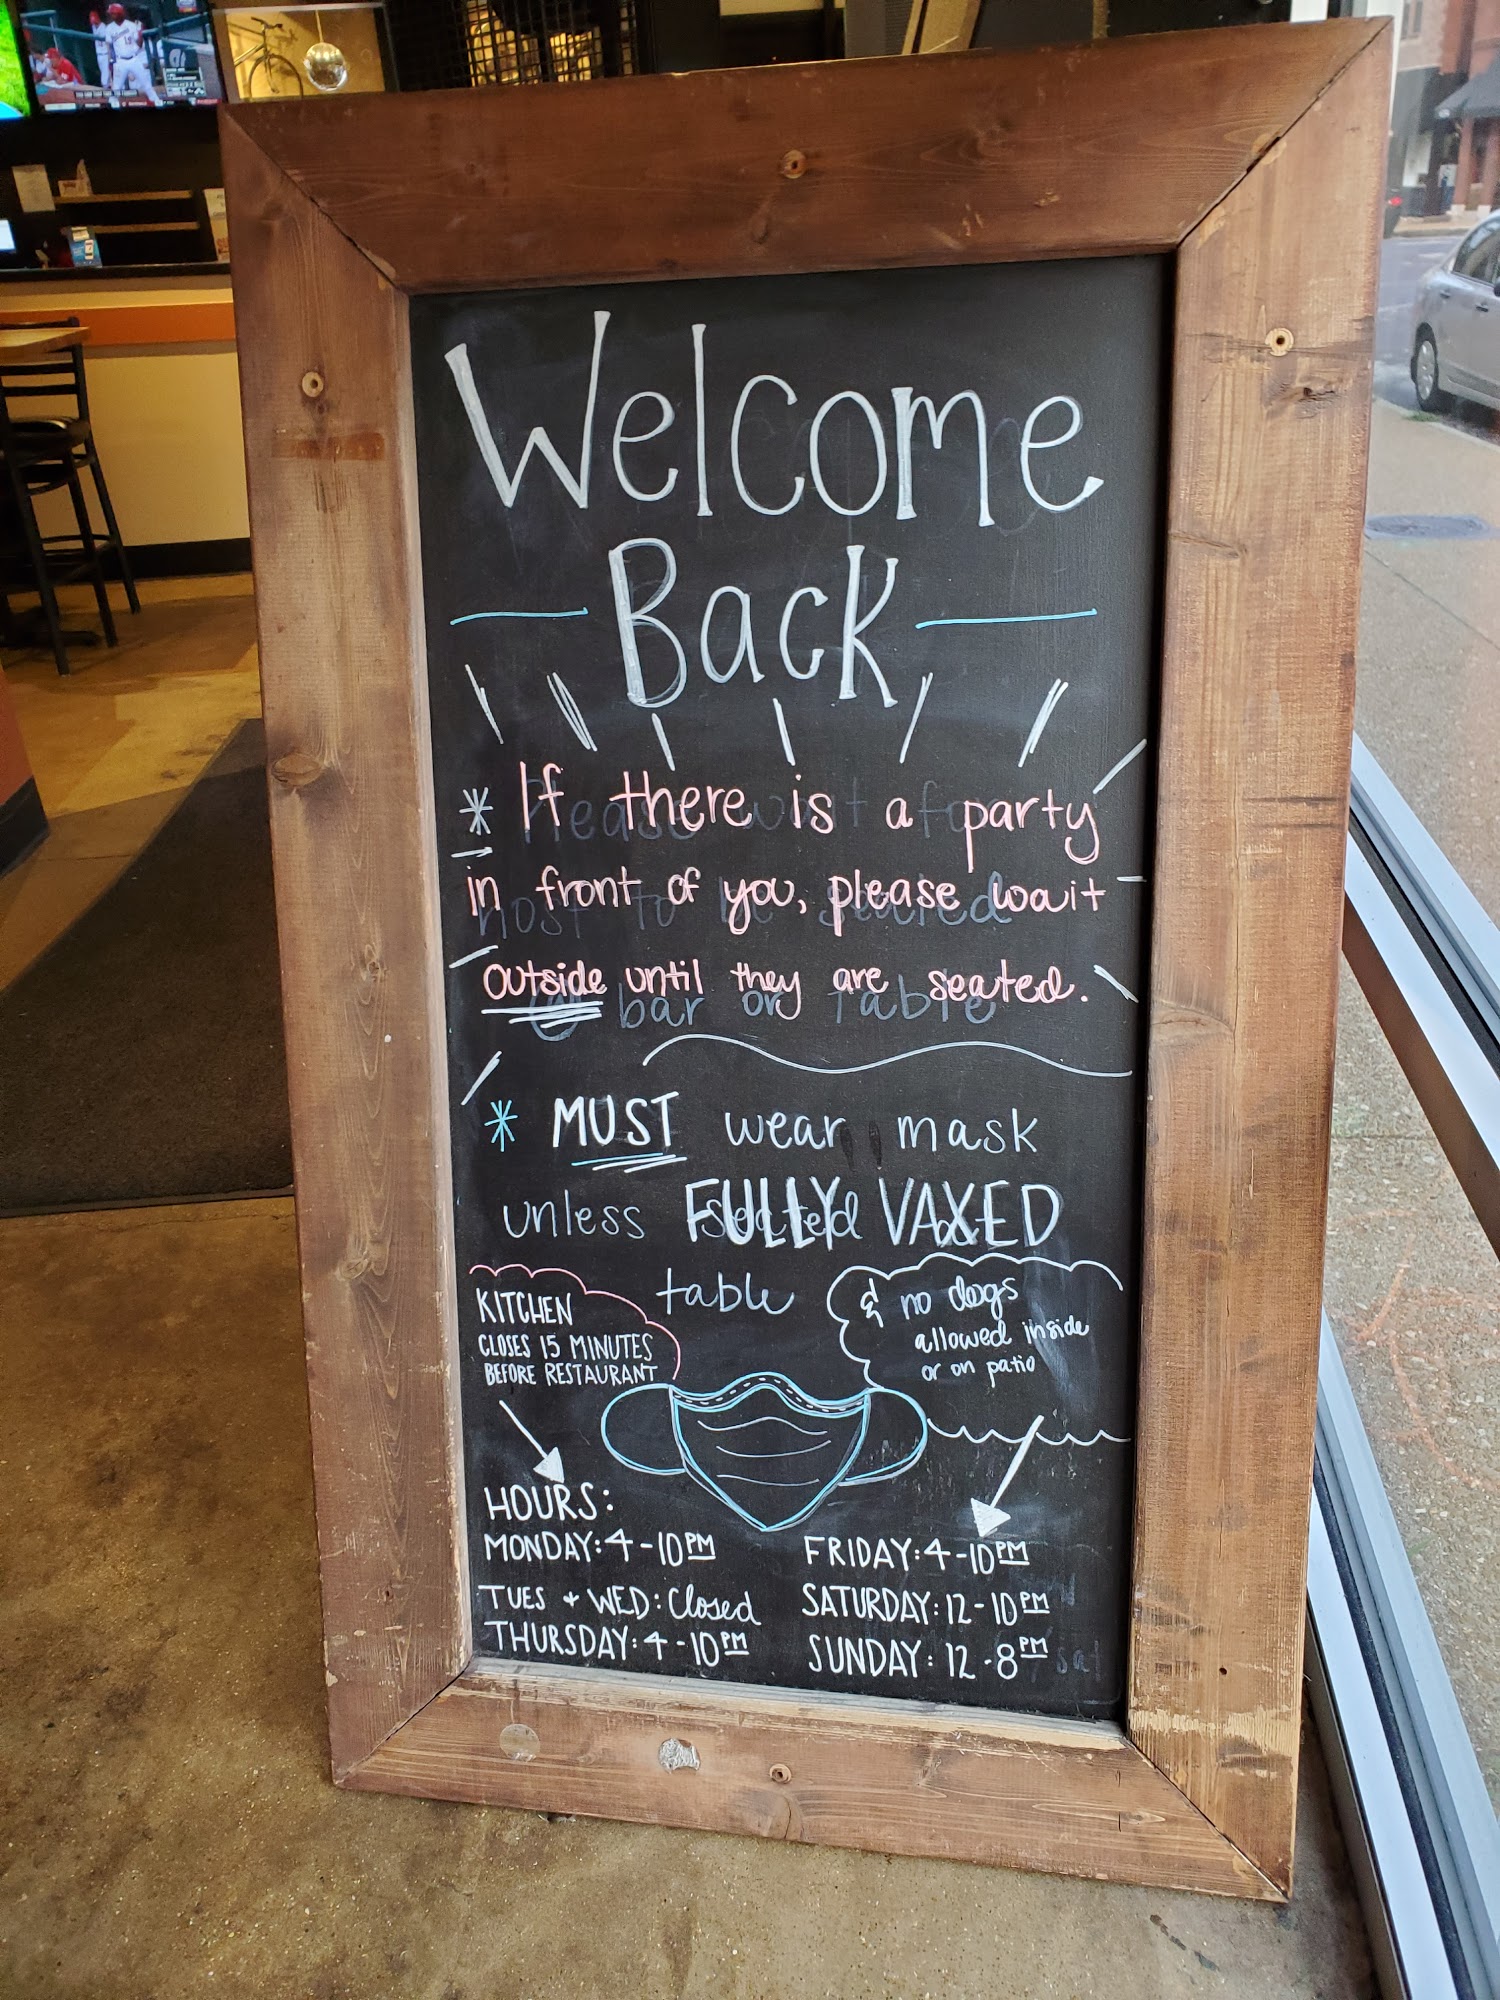 Welcome
Back
* If there is a party
in front of you, please wait
outside until they are seated.
* MUST wear mask
unless FULLY VAXED
table
KITCHEN
CLOSES 15 MINUTES
BEFORE RESTAURANT
& no dogs
allowed inside
or on patio
HOURS:
MONDAY: 4-10PM
TUES + WED: Closed
THURSDAY: 4-10PM
FRIDAY: 4-10PM
SATURDAY: 12-10PM
SUNDAY: 12-8PM